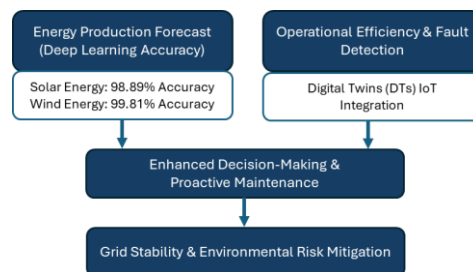 Energy Production Forecast
(Deep Learning Accuracy)
Solar Energy: 98.89% Accuracy
Wind Energy: 99.81% Accuracy
Operational Efficiency & Fault
Detection
Digital Twins (DTs) IoT
Integration
Enhanced Decision-Making &
Proactive Maintenance
Grid Stability & Environmental Risk Mitigation